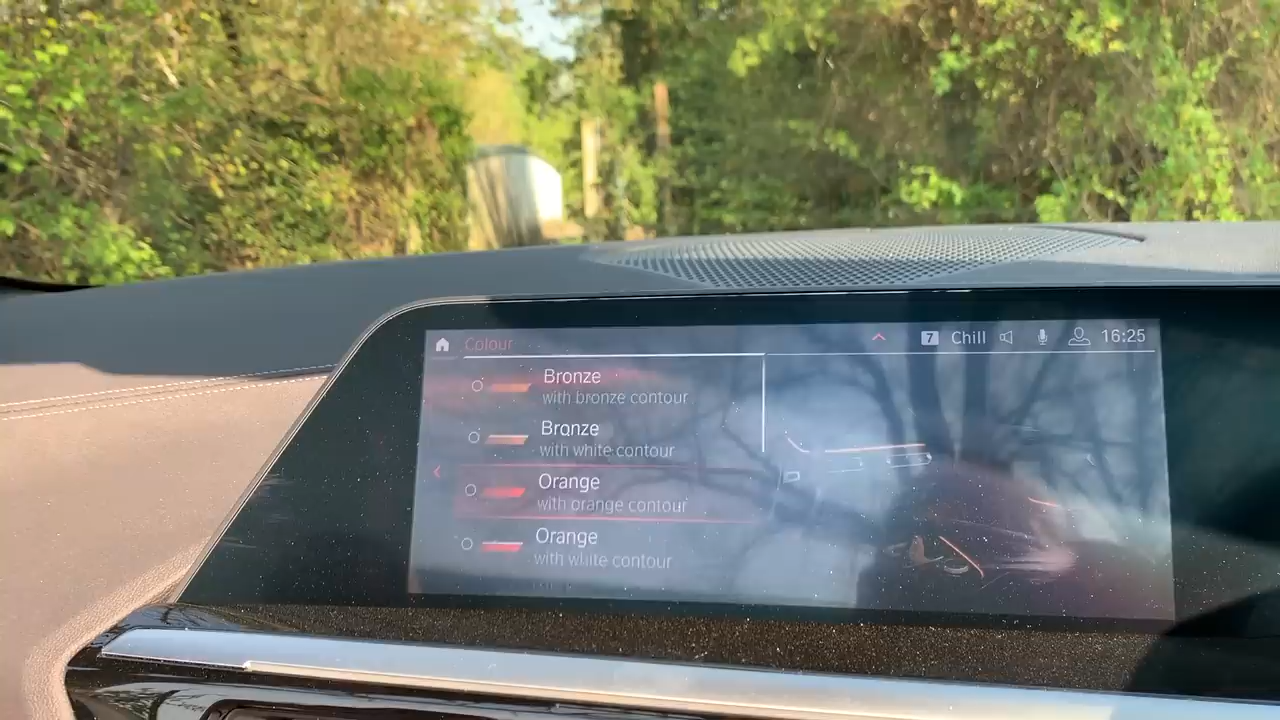 Colour
7 Chill 16:25
Bronze
with bronze contour
Bronze
with white contour
Orange
with orange contour
Orange
with white contour